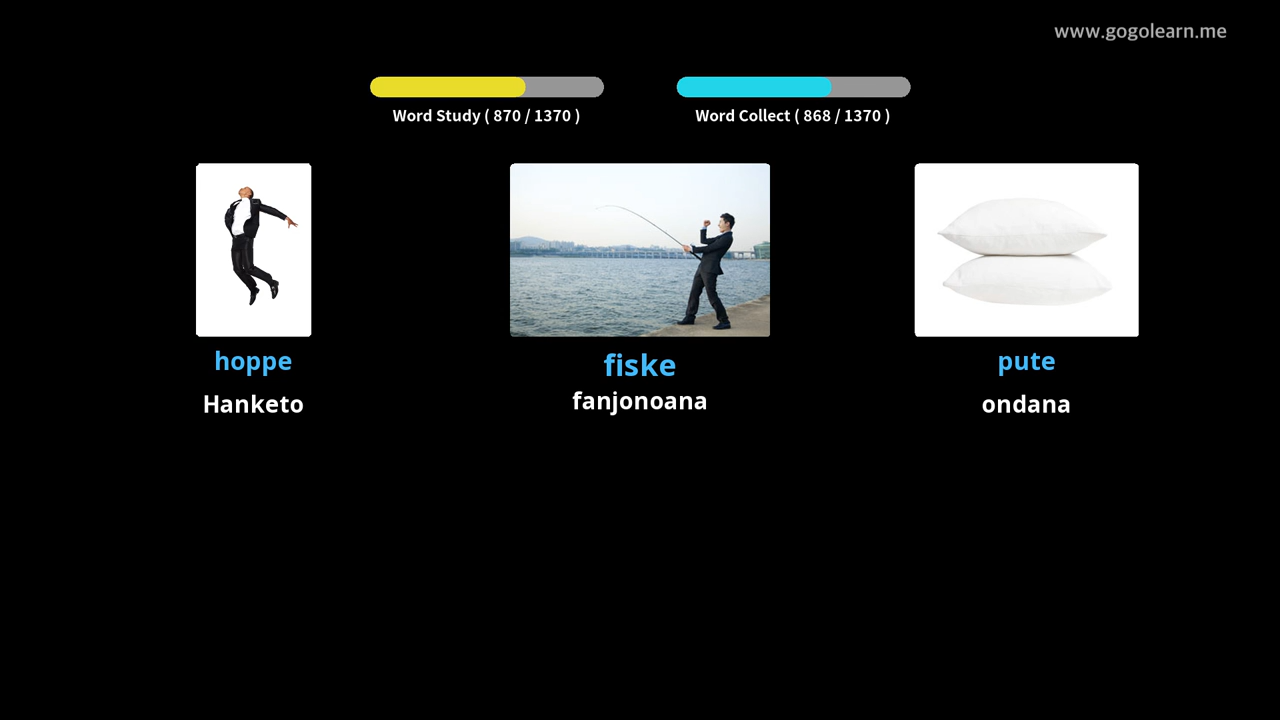 www.gogolearn.me
Word Study ( 870 / 1370 )
Word Collect ( 868 / 1370 )
hoppe
Hanketo
fiske
fanjonoana
pute
ondana